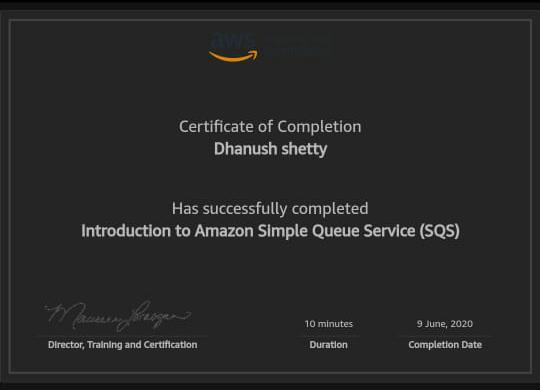 aws
Certificate of Completion
Dhanush shetty
Has successfully completed
Introduction to Amazon Simple Queue Service (SQS)
10 minutes
9 June, 2020
Director, Training and Certification
Duration
Completion Date